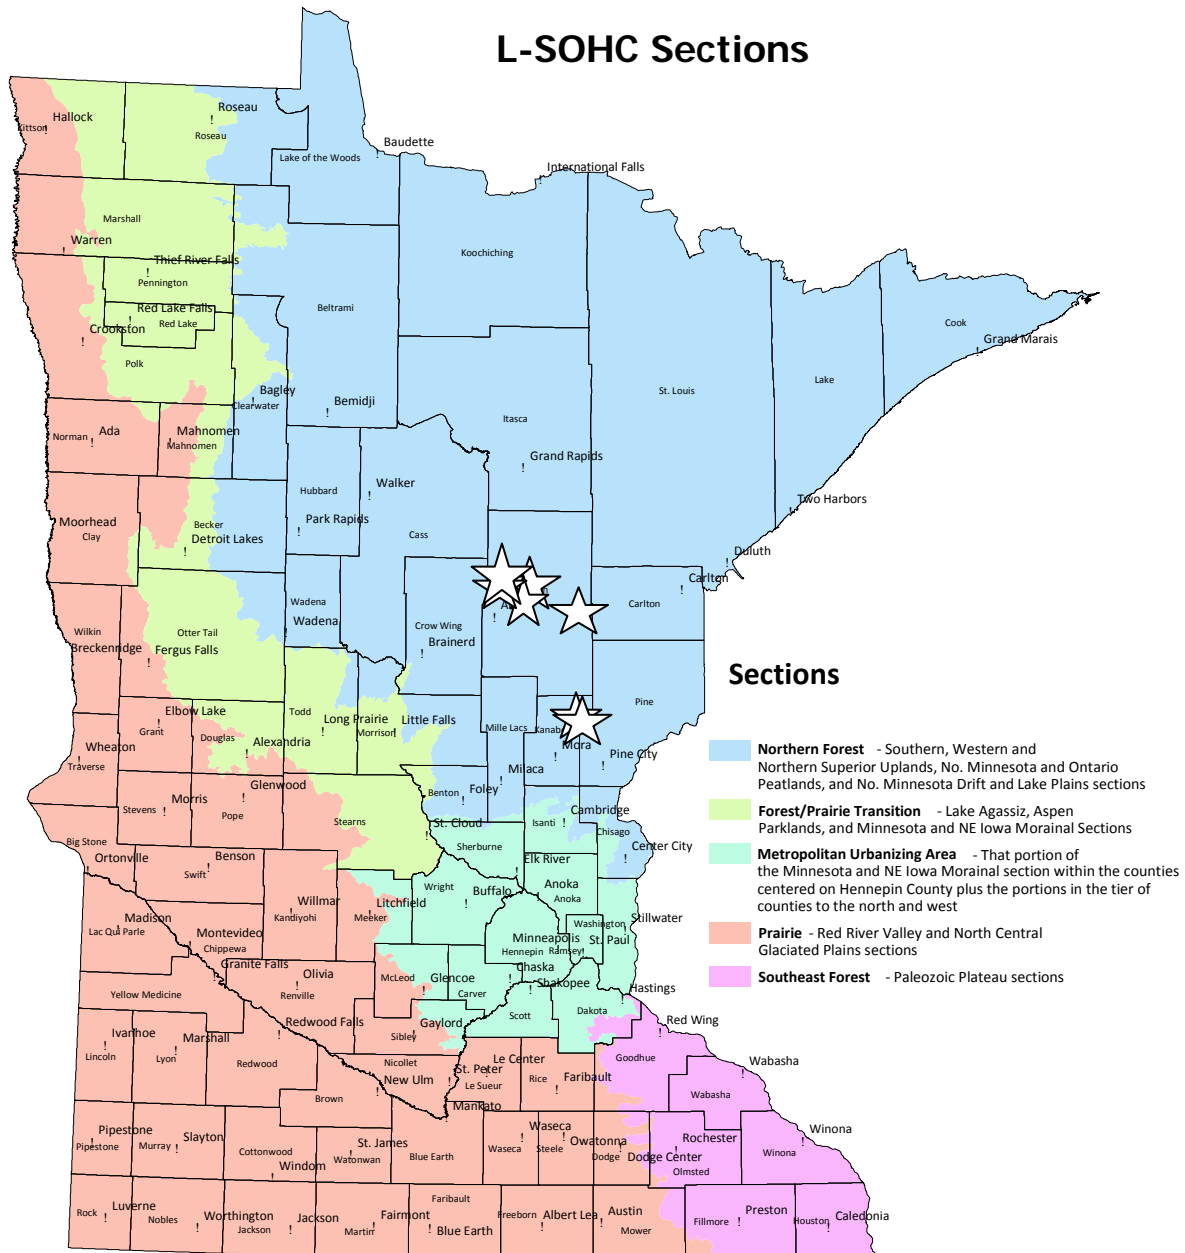 L-SOHC Sections
Roseau
Hallock
Kittson
Roseau
Baudette
Lake of the Woods
International Falls
Marshall
Warren
Koochiching
Thief River Falls
Pennington
Beltrami
Red Lake Falls
Red Lake
Crookston
Cook
Grand Marais
Polk
Lake
St. Louis
Bagley
Clearwater
Bemidji
Itasca
Ada
Norman
Mahnomen
Mahnomen
Grand Rapids
Walker
Hubbard
Two Harbors
Park Rapids
Moorhead
Clay
Becker
Detroit Lakes
Cass
Duluth
Carlton
Carlton
Wadena
Wadena
Crow Wing
Brainerd
Wilkin
Breckenridge
Otter Tail
Fergus Falls
Sections
Pine
Elbow Lake
Grant
Todd
Long Prairie
Morrison
Little Falls
Mille Lacs
Douglas
Alexandria
Mora
Pine City
Wheaton
Traverse
Milaca
Glenwood
Morris
Stevens
Pope
Benton
Foley
Cambridge
Stearns
St. Cloud
Isanti
Chisago
Big Stone
Ortonville
Benson
Swift
Sherburne
Elk River
Center City
Northern Forest - Southern, Western and
Northern Superior Uplands, No. Minnesota and Ontario
Peatlands, and No. Minnesota Drift and Lake Plains sections
Forest/Prairie Transition - Lake Agassiz, Aspen
Parklands, and Minnesota and NE Iowa Morainal Sections
Metropolitan Urbanizing Area - That portion of
the Minnesota and NE Iowa Morainal section within the counties
centered on Hennepin County plus the portions in the tier of
counties to the north and west
Prairie - Red River Valley and North Central
Glaciated Plains sections
Southeast Forest - Paleozoic Plateau sections
Wright
Buffalo
Anoka
Anoka
Willmar
Kandiyohi
Litchfield
Meeker
Stillwater
Washington
Madison
Lac Qui Parle
Montevideo
Chippewa
Minneapolis
Hennepin
Ramsey
St. Paul
Granite Falls
Olivia
Renville
McLeod
Glencoe
Carver
Chaska
Shakopee
Hastings
Yellow Medicine
Scott
Dakota
Red Wing
Redwood Falls
Sibley
Gaylord
Ivanhoe
Lincoln
Marshall
Lyon
Redwood
Nicollet
New Ulm
St. Peter
Le Center
Le Sueur
Rice
Faribault
Goodhue
Wabasha
Wabasha
Brown
Mankato
Pipestone
Pipestone
Slayton
Murray
Cottonwood
Windom
St. James
Watonwan
Blue Earth
Waseca
Waseca
Steele
Owatonna
Dodge
Dodge Center
Rochester
Olmsted
Winona
Winona
Luverne
Rock
Nobles
Worthington
Jackson
Jackson
Fairmont
Martin
Faribault
Blue Earth
Freeborn
Albert Lea
Austin
Mower
Preston
Fillmore
Houston
Caledonia